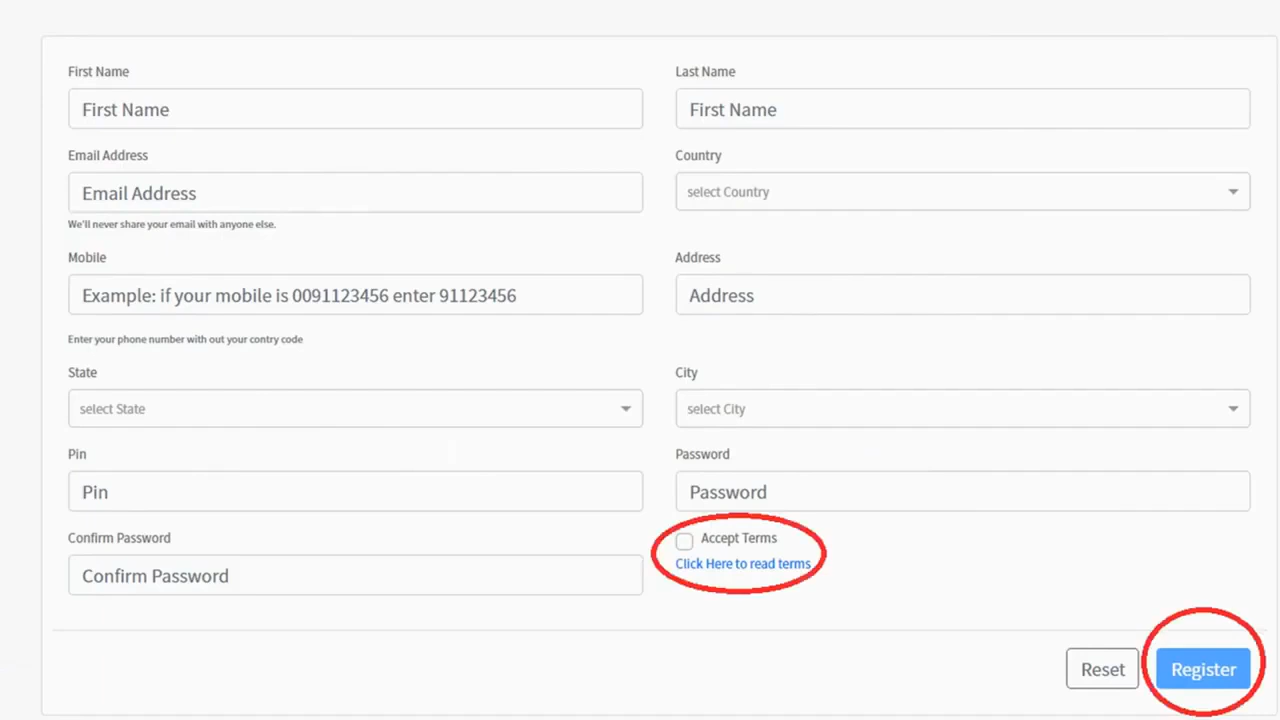 First Name
Last Name
First Name
First Name
Email Address
Country
Email Address
select Country
We'll never share your email with anyone else.
Mobile
Address
Example: if your mobile is 0091123456 enter 91123456
Address
Enter your phone number with out your contry code
State
City
select State
select City
Pin
Password
Pin
Password
Confirm Password
Accept Terms
Click Here to read terms
Confirm Password
Reset
Register